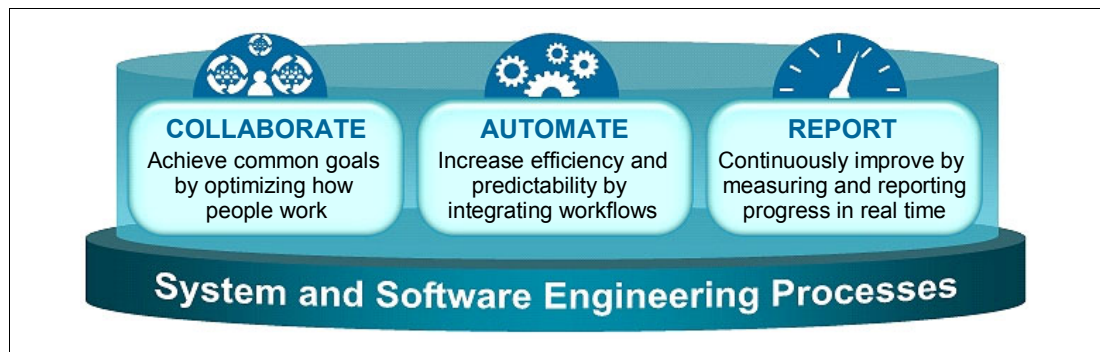 COLLABORATE
Achieve common goals
by optimizing how
people work
AUTOMATE
Increase efficiency and
predictability by
integrating workflows
REPORT
Continuously improve by
measuring and reporting
progress in real time
System and Software Engineering Processes